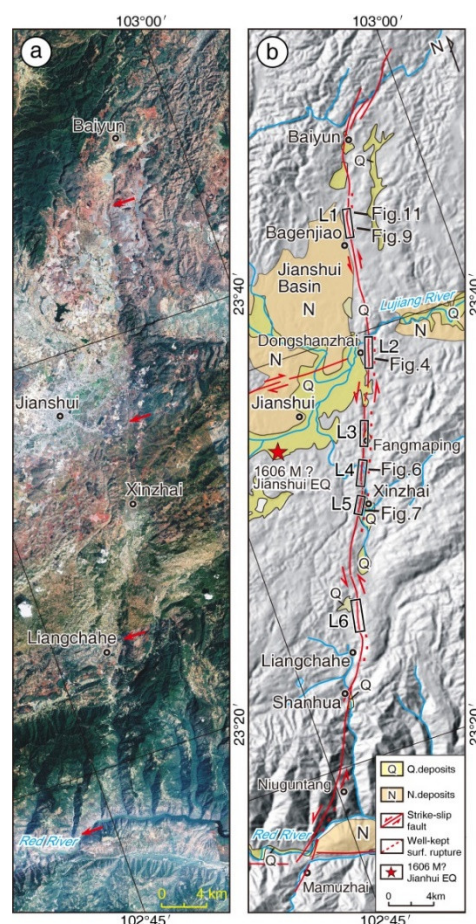 103°00′
a
Baiyun
Jianshui
Xinzhai
Liangchahe
Red River
0 4km
102°45′
23°40′
23°20′
103°00′
b
N
Baiyun
Q
L1
Fig.11
Bagenjiao
Fig.9
Jianshui
Basin
N
Q
Lujiang River
N
Q
Dongshanzhai
L2
N
Q
Fig.4
Jianshui
L3
Q
Fangmaping
1606 M ?
Jianshui EQ
L4
Fig.6
Xinzhai
Q
L5
Fig.7
Q
Q
Q
L6
Liangchahe
Q
Shanhua
Niuguntang
Red River
N
Q
Mamuzhai
Q Q.deposits
N N.deposits
Strike-slip
fault
Well-kept
surf. rupture
1606 M?
Jianhui EQ
0 4km
23°40′
23°20′
102°45′